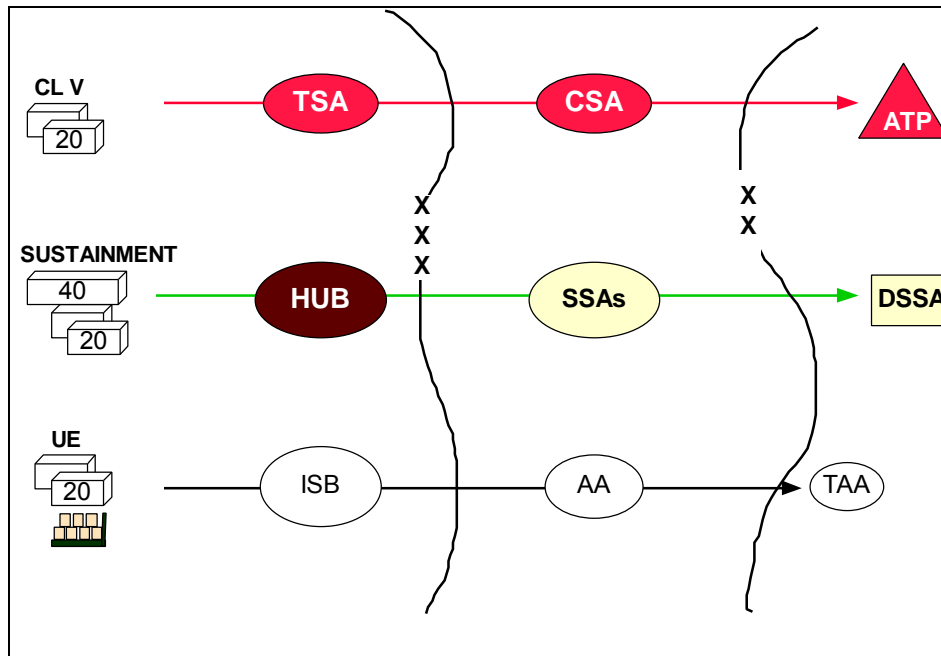 CL V
20
TSA
CSA
ATP
X
X
X
X
X
SUSTAINMENT
40
20
HUB
SSAs
DSSA
UE
20
ISB
AA
TAA